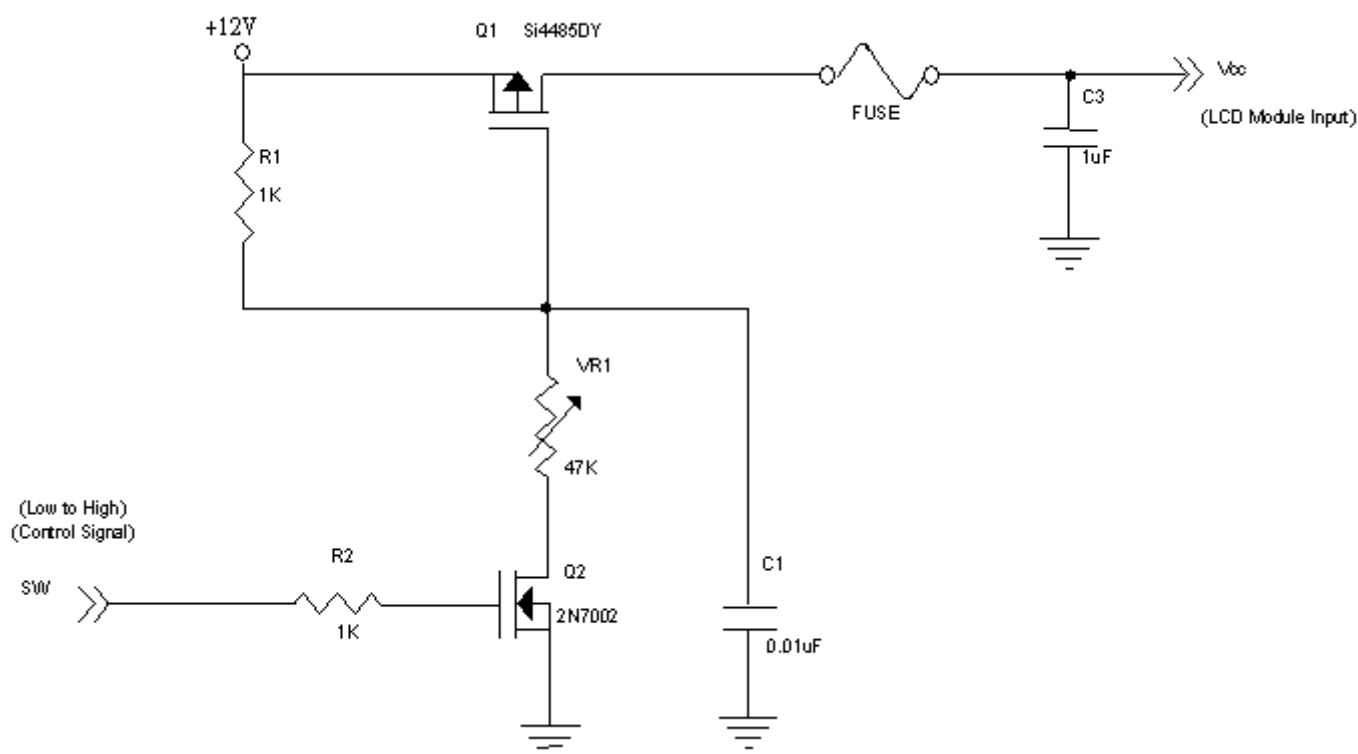 +12V
Q1 Si4485DY
Vcc
C3
FUSE
(LCD Module Input)
R1
1uF
1K
VR1
47K
(Low to High)
(Control Signal)
R2
Q2
C1
SW
2N7002
1K
0.01uF